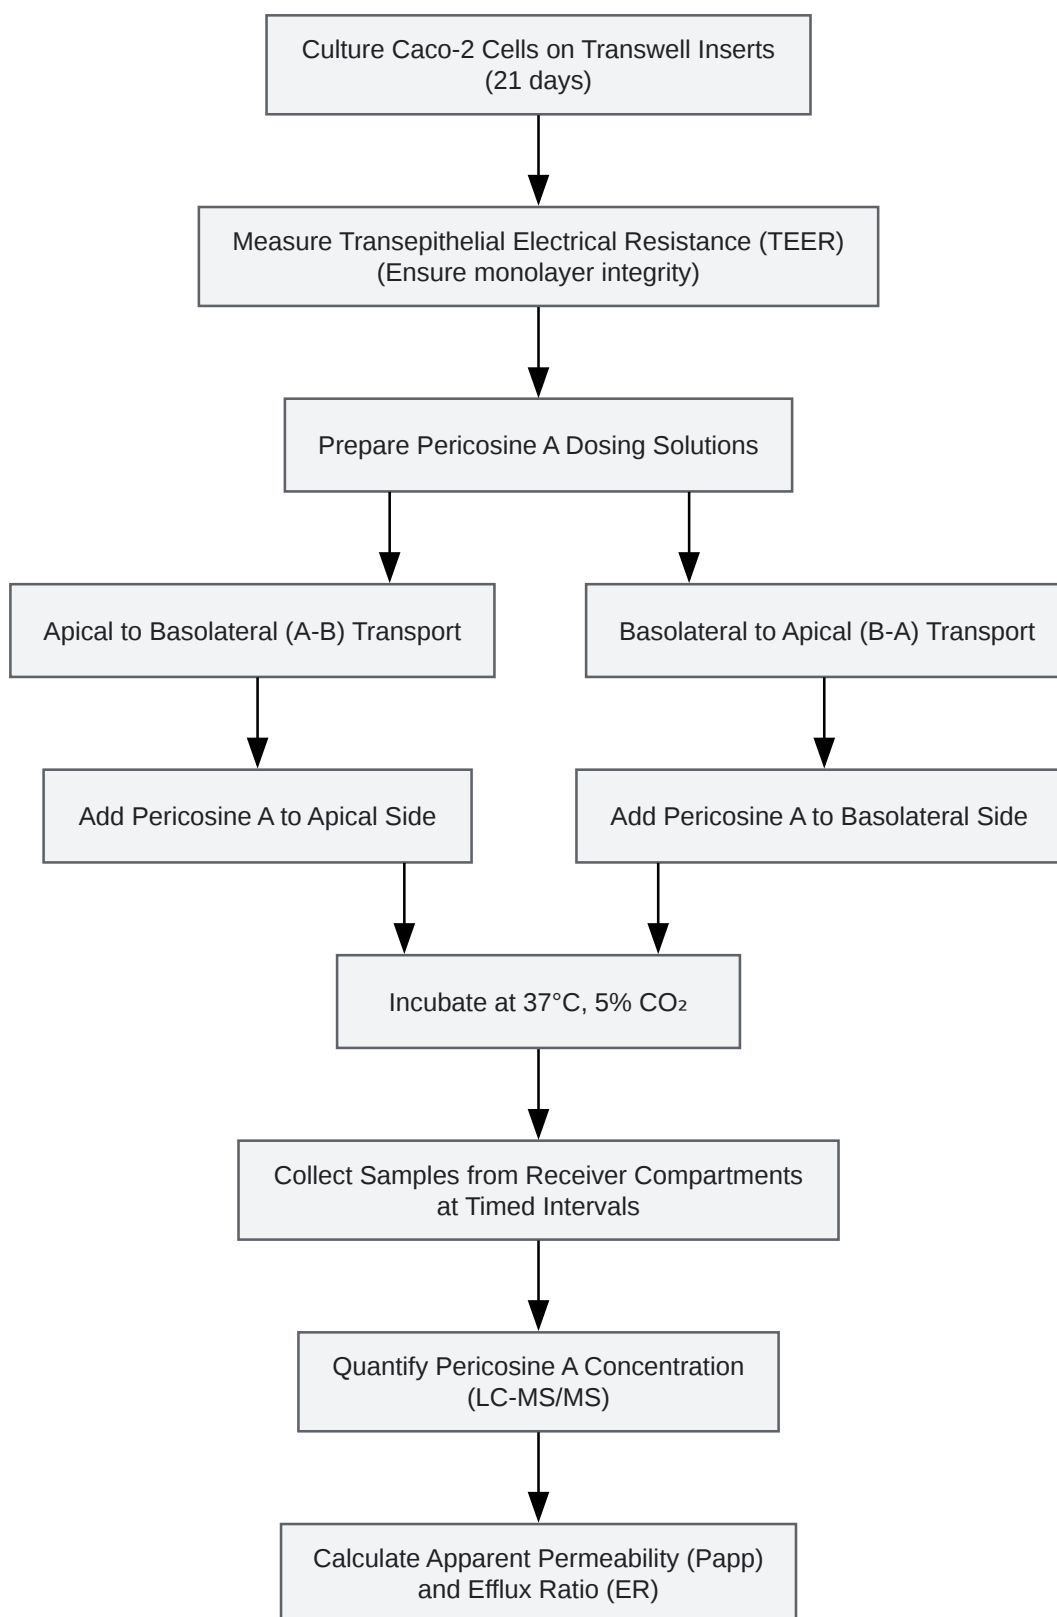 Culture Caco-2 Cells on Transwell Inserts
(21 days)
Measure Transepithelial Electrical Resistance (TEER)
(Ensure monolayer integrity)
Prepare Pericosine A Dosing Solutions
Apical to Basolateral (A-B) Transport
Basolateral to Apical (B-A) Transport
Add Pericosine A to Apical Side
Add Pericosine A to Basolateral Side
Incubate at 37°C, 5% CO₂
Collect Samples from Receiver Compartments
at Timed Intervals
Quantify Pericosine A Concentration
(LC-MS/MS)
Calculate Apparent Permeability (Papp)
and Efflux Ratio (ER)